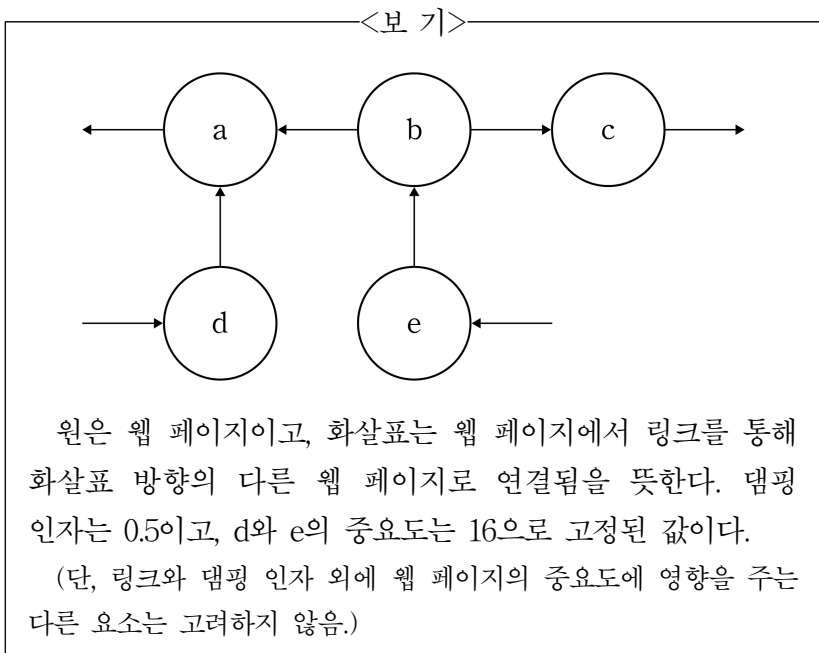 <보 기>
a b c
d e
원은 웹 페이지이고, 화살표는 웹 페이지에서 링크를 통해
화살표 방향의 다른 웹 페이지로 연결됨을 뜻한다. 댐핑
인자는 0.5이고, d와 e의 중요도는 16으로 고정된 값이다.
(단, 링크와 댐핑 인자 외에 웹 페이지의 중요도에 영향을 주는
다른 요소는 고려하지 않음.)